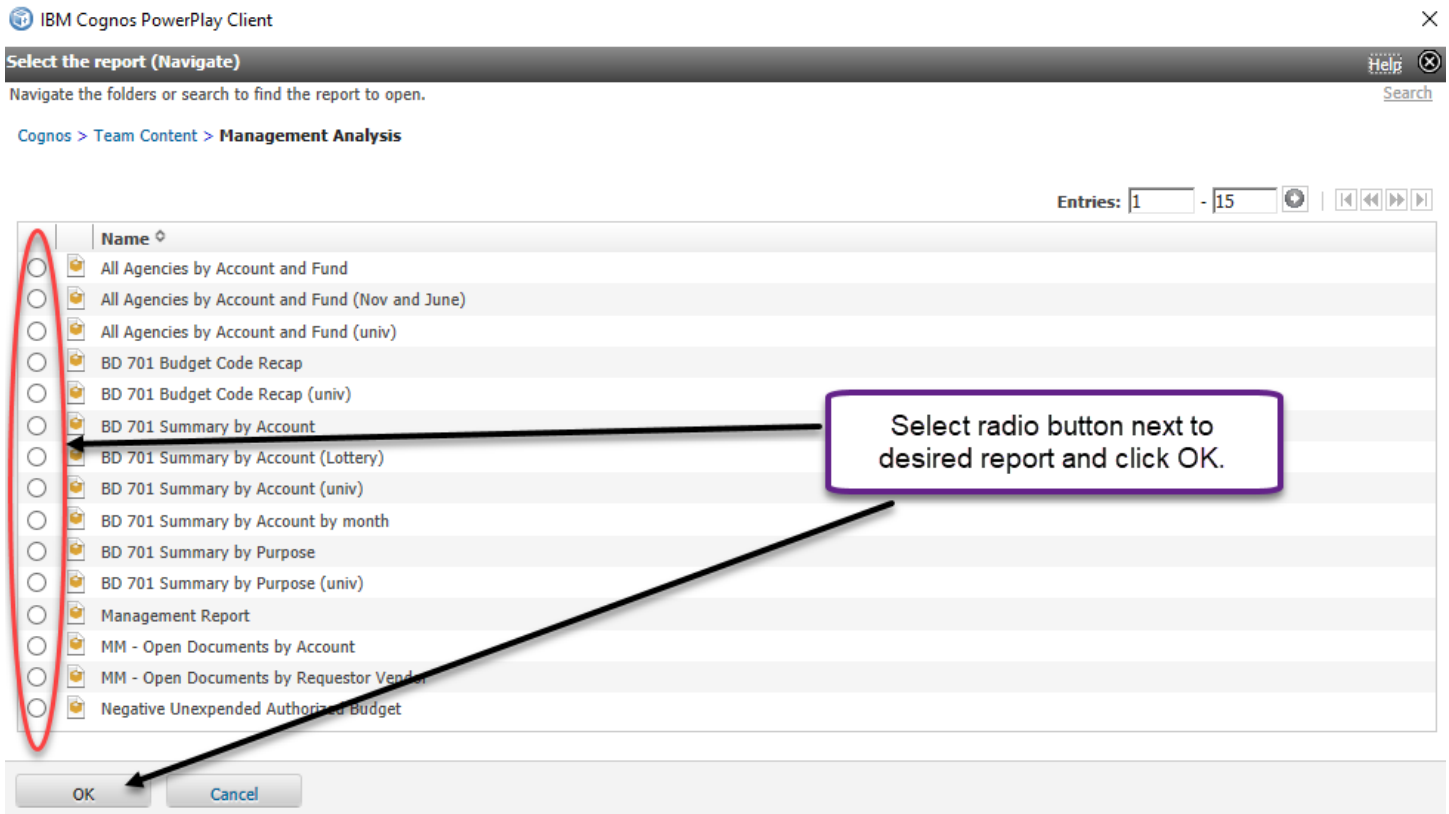 IBM Cognos PowerPlay Client
Select the report (Navigate) Help
Navigate the folders or search to find the report to open. Search
Cognos > Team Content > Management Analysis
Entries: 1 - 15
Name
All Agencies by Account and Fund
All Agencies by Account and Fund (Nov and June)
All Agencies by Account and Fund (univ)
BD 701 Budget Code Recap
BD 701 Budget Code Recap (univ)
BD 701 Summary by Account
BD 701 Summary by Account (Lottery)
BD 701 Summary by Account (univ)
BD 701 Summary by Account by month
BD 701 Summary by Purpose
BD 701 Summary by Purpose (univ)
Management Report
MM - Open Documents by Account
MM - Open Documents by Requestor Vendor
Negative Unexpended Authorized Budget
Select radio button next to
desired report and click OK.
OK Cancel